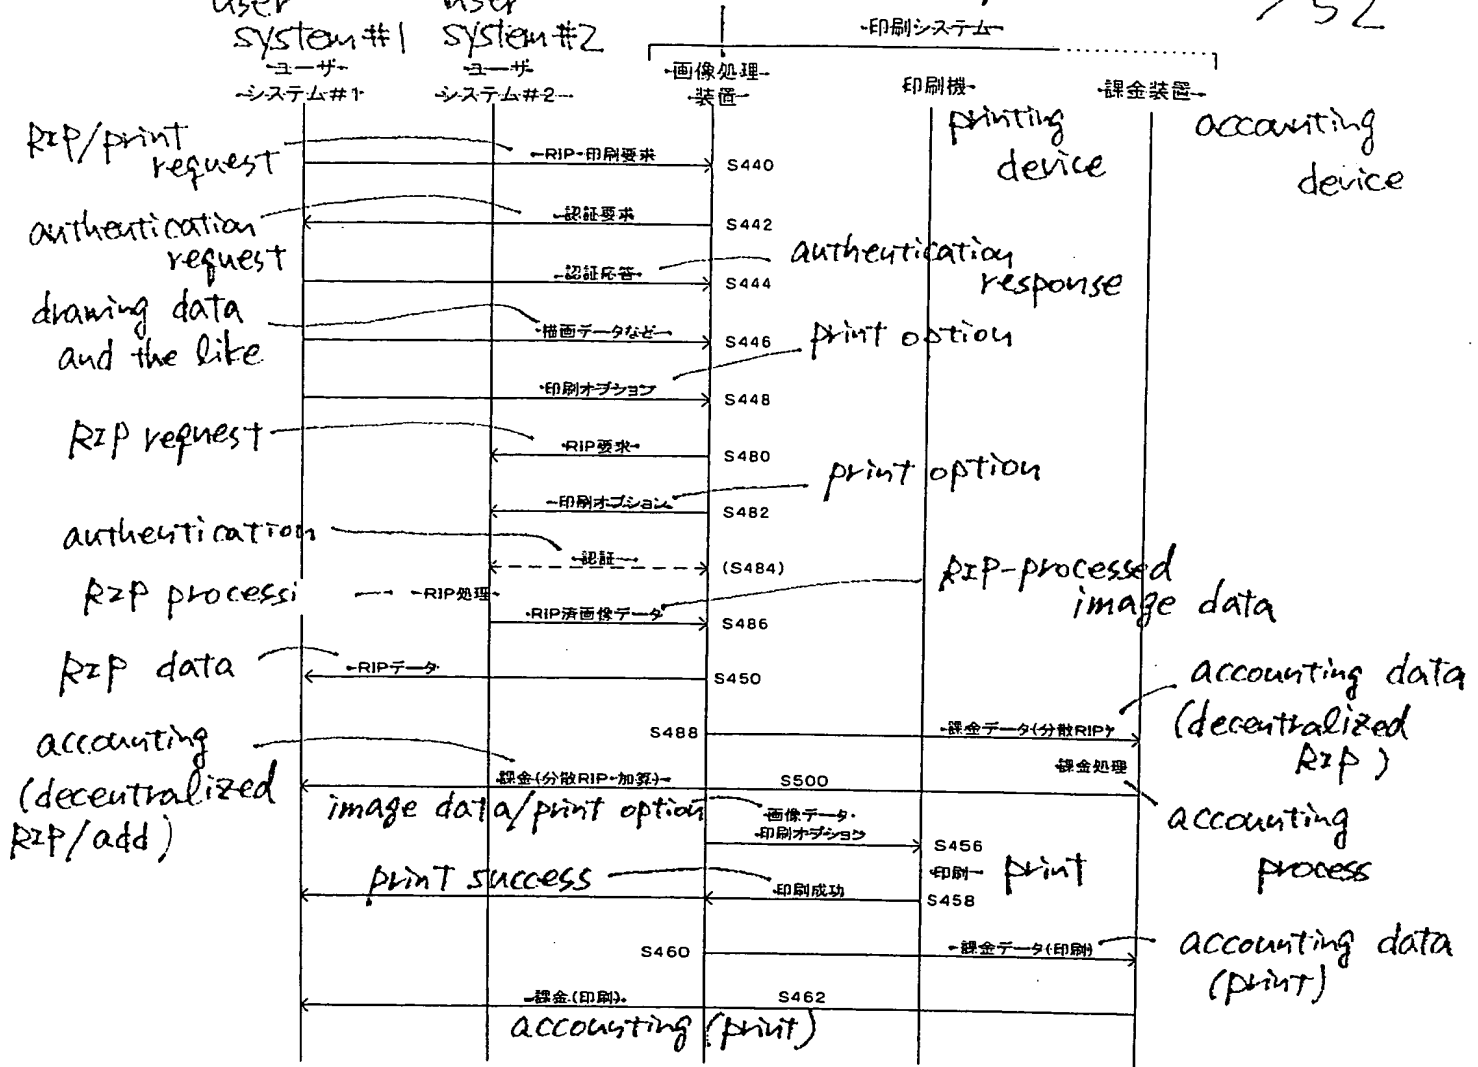 user
user
152
system#1
system#2
印刷システム
ユーザ
システム#1
ユーザ
システム#2
画像処理
装置
印刷機
課金装置
printing
device
accounting
device
RIP/print
request
RIP・印刷要求
S440
authentication
request
認証要求
S442
認証応答
authentication
response
S444
drawing data
and the like
描画データなど
S446
print option
印刷オプション
S448
RIP request
RIP要求
S480
print option
印刷オプション
S482
authentication
認証
(S484)
RIP processi
RIP処理
RIP-processed
image data
RIP済画像データ
S486
RIP data
RIPデータ
S450
accounting data
(decentralized
RIP)
S488
課金データ(分散RIP)
accounting
(decentralized
RIP/add)
課金(分散RIP・加算)
S500
課金処理
accounting
process
image data/print option
画像データ・
印刷オプション
S456
印刷
print
print success
印刷成功
S458
S460
課金データ(印刷)
accounting data
(print)
課金(印刷)
S462
accounting (print)